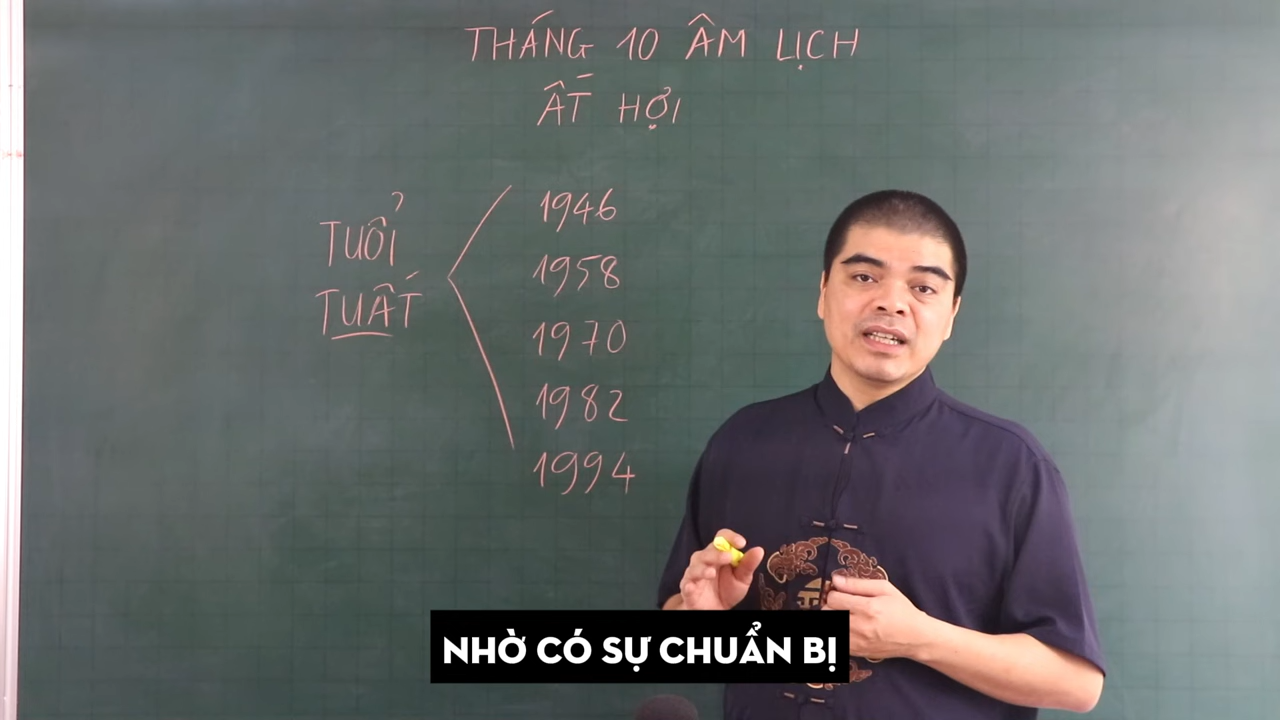 THÁNG 10 ÂM LỊCH
ẤT HỢI
TUỔI
TUẤT
1946
1958
1970
1982
1994
NHỜ CÓ SỰ CHUẨN BỊ